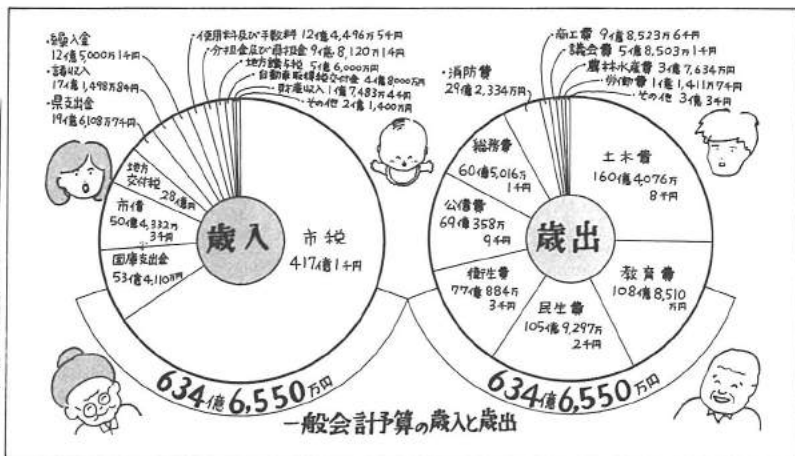 ・繰入金
12億5,000万1千円
・諸収入
17億1,498万8千円
・県支出金
19億6,108万7千円
・使用料及び手数料 12億4,496万5千円
・分担金及び負担金 9億8,120万1千円
・地方譲与税 5億6,000万円
・自動車取得税交付金 4億8000万円
・財産収入 1億7,483万4千円
・その他 2億1,400万円
地方
交付税
28億円
市債
50億4,332万
3千円
国庫支出金
53億4,110万円
歳入
市税
417億1千円
634億6,550万円
・商工費 9億8,523万6千円
・議会費 5億8,503万1千円
・農林水産費 3億7,634万円
・労働費 1億1,411万7千円
・その他 3億3千円
・消防費
29億2,334万円
総務費
60億5,016万
1千円
公債費
69億358万
9千円
衛生費
77億884万
3千円
民生費
105億9,297万
2千円
教育費
108億8,510
万円
土木費
160億4,076万
8千円
歳出
634億6,550万円
一般会計予算の歳入と歳出